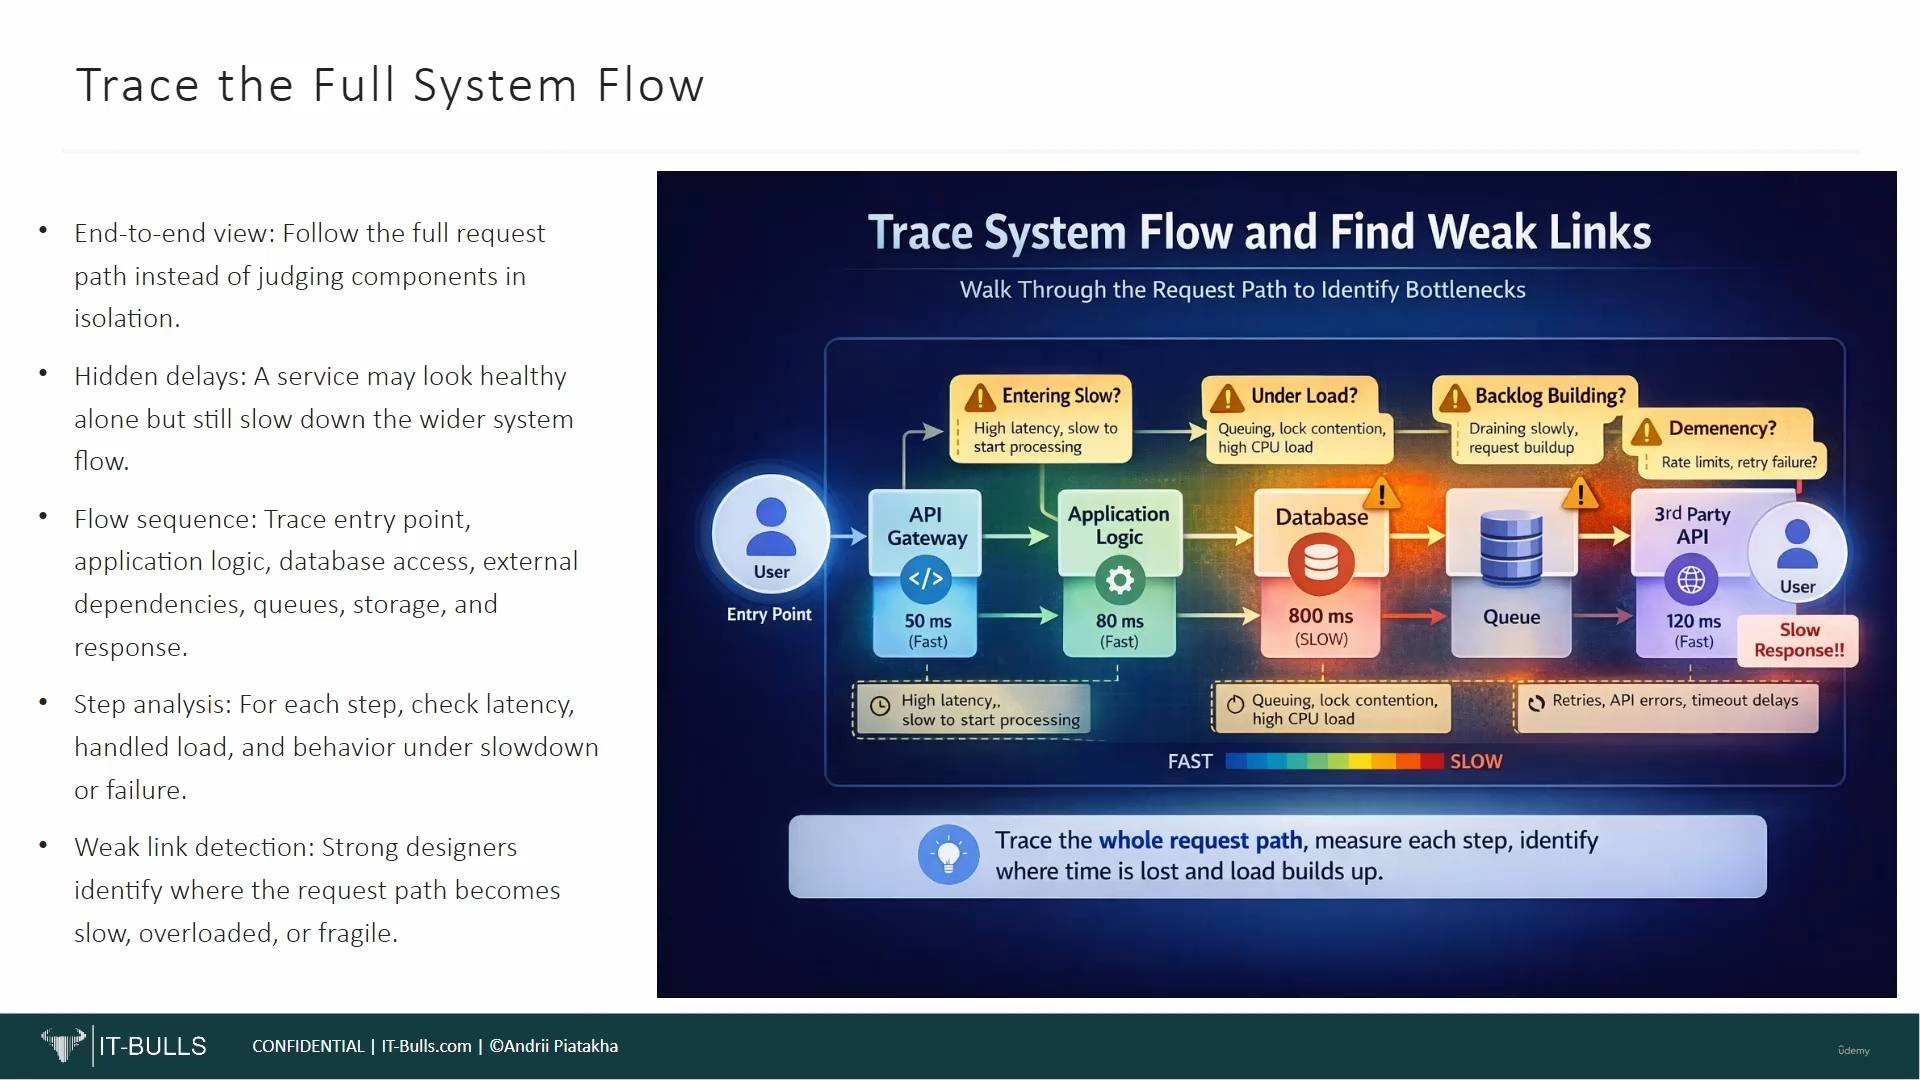 Trace the Full System Flow
• End-to-end view: Follow the full request
path instead of judging components in
isolation.
• Hidden delays: A service may look healthy
alone but still slow down the wider system
flow.
• Flow sequence: Trace entry point,
application logic, database access, external
dependencies, queues, storage, and
response.
• Step analysis: For each step, check latency,
handled load, and behavior under slowdown
or failure.
• Weak link detection: Strong designers
identify where the request path becomes
slow, overloaded, or fragile.
Trace System Flow and Find Weak Links
Walk Through the Request Path to Identify Bottlenecks
Entering Slow?
High latency, slow to
start processing
Under Load?
Queuing, lock contention,
high CPU load
Backlog Building?
Draining slowly,
request buildup
Demenency?
Rate limits, retry failure?
User
Entry Point
API
Gateway
</>
50 ms
(Fast)
Application
Logic
80 ms
(Fast)
Database
800 ms
(SLOW)
Queue
3rd Party
API
120 ms
(Fast)
User
Slow
Response!!
High latency,.
slow to start processing
Queuing, lock contention,
high CPU load
Retries, API errors, timeout delays
FAST
SLOW
Trace the whole request path, measure each step, identify
where time is lost and load builds up.
IT-BULLS
CONFIDENTIAL | IT-Bulls.com | ©Andrii Piatakha
ûdemy